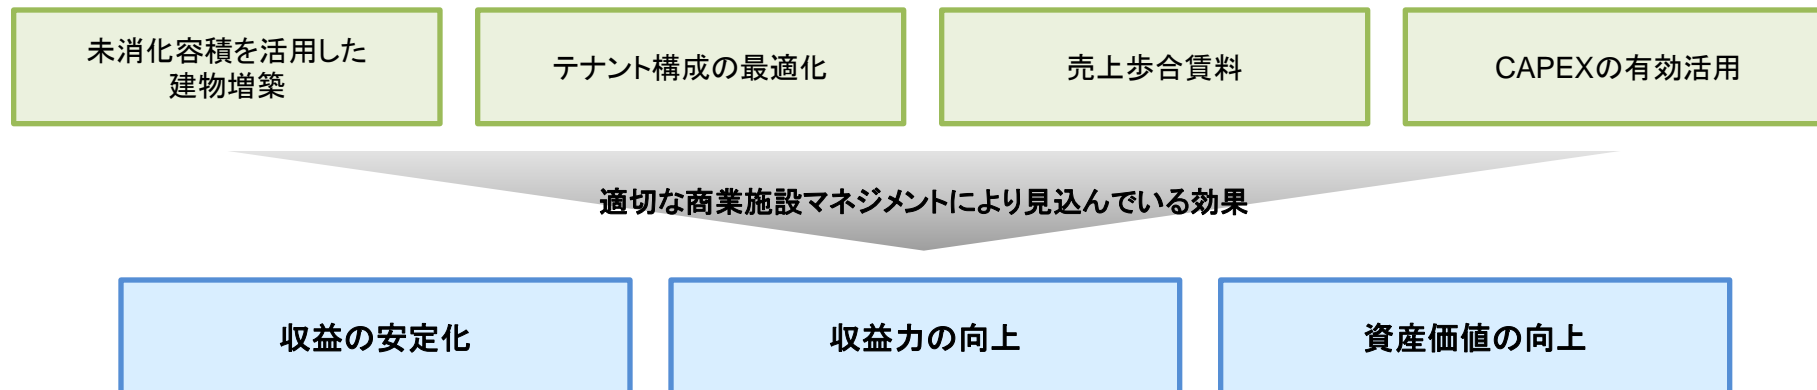 未消化容積を活用した
建物増築
テナント構成の最適化
売上歩合賃料
CAPEXの有効活用
適切な商業施設マネジメントにより見込んでいる効果
収益の安定化
収益力の向上
資産価値の向上